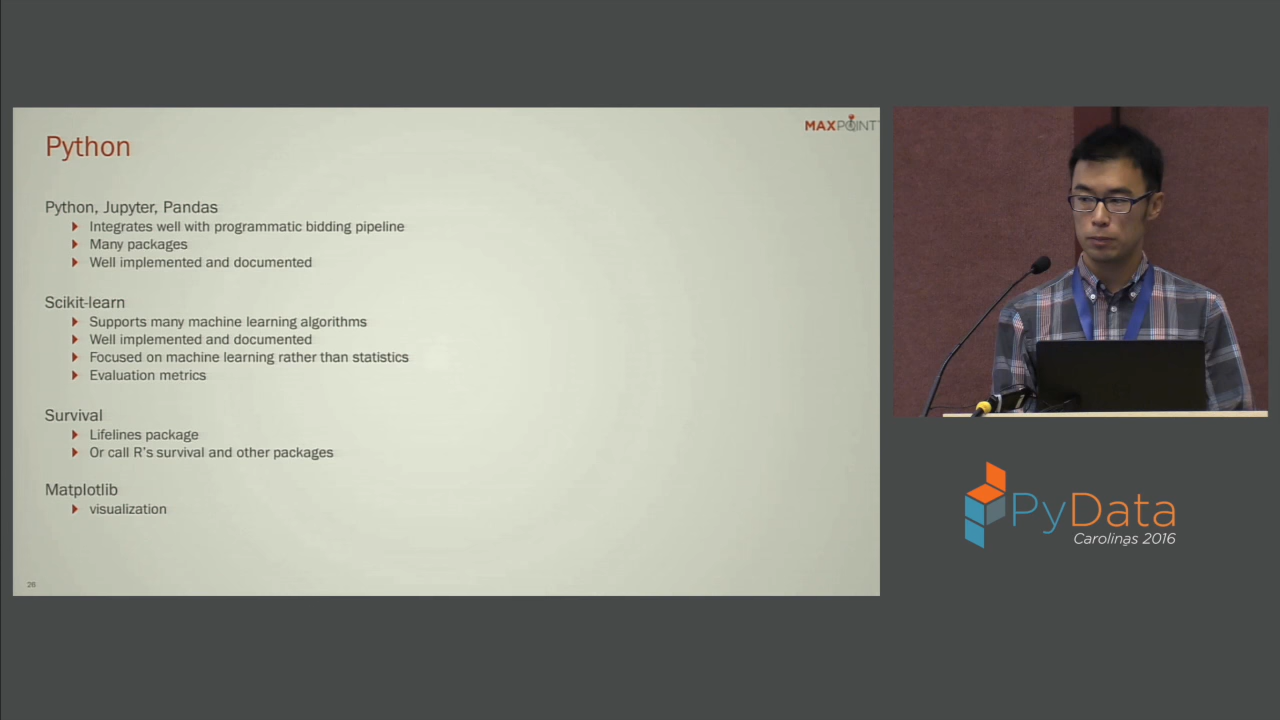 MAXPOINT
Python
Python, Jupyter, Pandas
Integrates well with programmatic bidding pipeline
Many packages
Well implemented and documented
Scikit-learn
Supports many machine learning algorithms
Well implemented and documented
Focused on machine learning rather than statistics
Evaluation metrics
Survival
Lifelines package
Or call R's survival and other packages
Matplotlib
visualization
26
PyData
Carolinas 2016